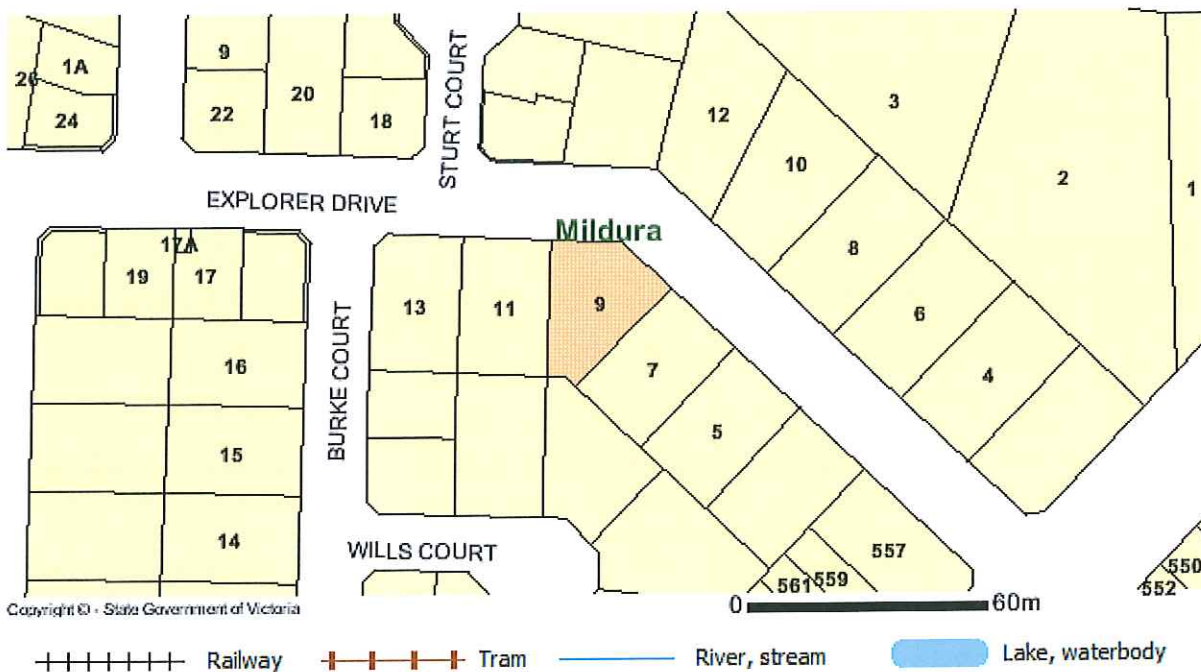 9
1A
20
26
3
12
24
22
18
STURT COURT
10
2
1
EXPLORER DRIVE
Mildura
17A
8
19
17
13
11
9
6
7
16
4
BURKE COURT
5
15
14
WILLS COURT
557
561
559
550
552
Copyright © - State Government of Victoria
0 60m
Railway Tram River, stream Lake, waterbody